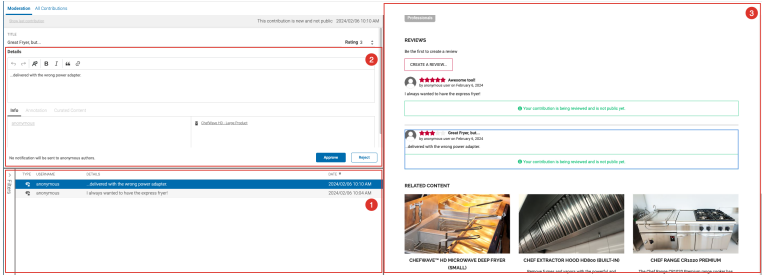 Moderation All Contributions
This contribution is new and not public 2024/02/06 10:10 AM
TITLE
Great Fryer, but... Rating 3
Details
B I
2
...delivered with the wrong power adapter.
Info
anonymous
No notification will be sent to anonymous authors.
Approve Reject
Filters
TYPE USERNAME DETAILS DATE
anonymous ...delivered with the wrong power adapter. 2024/02/06 10:10 AM
anonymous I always wanted to have the express fryer! 2024/02/06 10:04 AM
1
3
Professional
REVIEWS
Be the first to create a review
CREATE A REVIEW...
Awesome tool!
by anonymous user on February 6, 2024
I always wanted to have the express fryer!
Your contribution is being reviewed and is not public yet.
Great Fryer, but...
by anonymous user on February 6, 2024
...delivered with the wrong power adapter.
Your contribution is being reviewed and is not public yet.
RELATED CONTENT
CHEFWAVE™ HD MICROWAVE DEEP FRYER (SMALL)
CHEF EXTRACTOR HOOD HD800 (BUILT-IN)
CHEF RANGE CR1020 PREMIUM